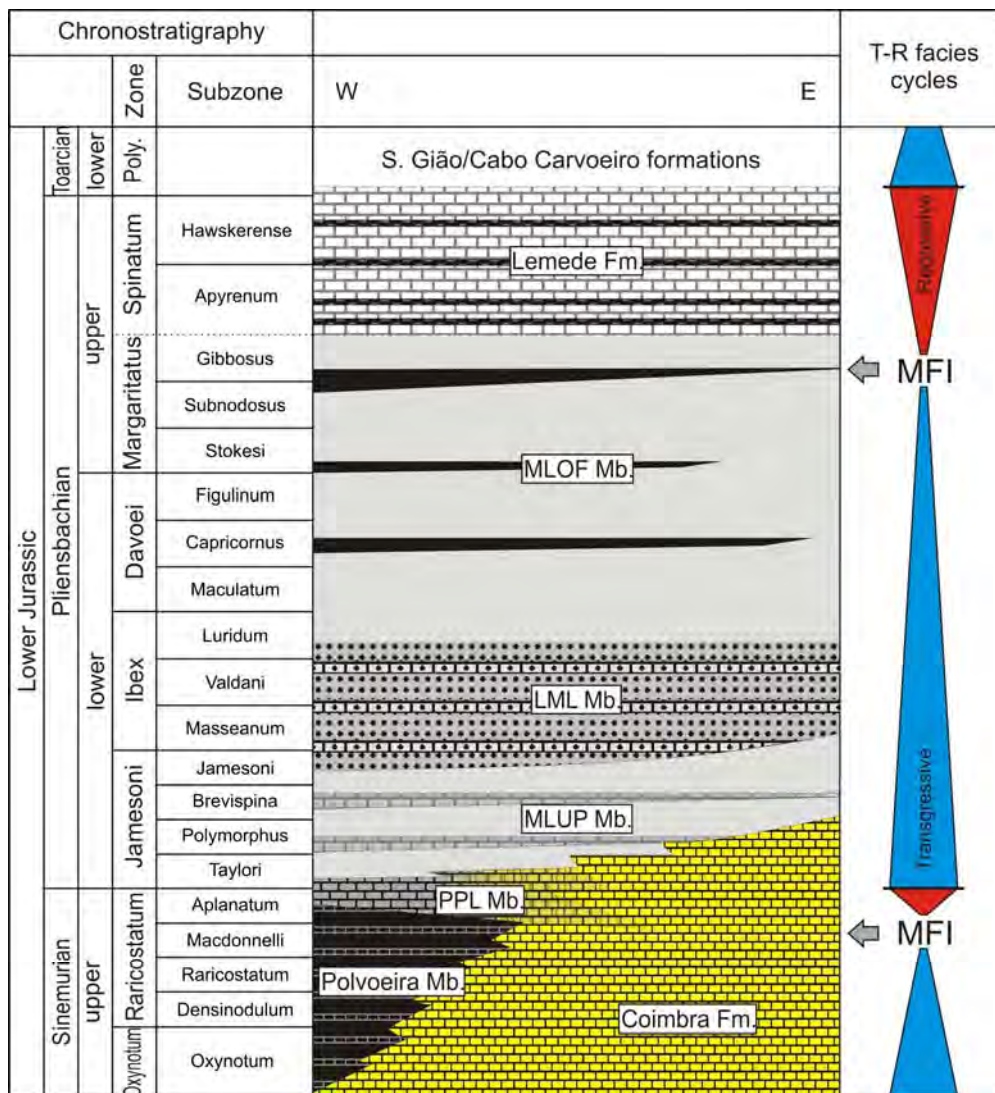 Chronostratigraphy
T-R facies
cycles
Zone
Subzone
W
E
Lower Jurassic
Toarcian
lower
Poly.
S. Gião/Cabo Carvoeiro formations
Pliensbachian
upper
Spinatum
Hawskerense
Lemede Fm.
Regressive
Apyrenum
Margaritatus
Gibbosus
MFI
Subnodosus
Stokesi
MLOF Mb.
lower
Davoei
Figulinum
Capricornus
Maculatum
Ibex
Luridum
Valdani
LML Mb.
Masseanum
Jamesoni
Jamesoni
Brevispina
MLUP Mb.
Polymorphus
Transgressive
Taylori
Sinemurian
upper
Raricostatum
Aplanatum
PPL Mb.
Macdonnelli
MFI
Raricostatum
Polvoeira Mb.
Densinodulum
Coimbra Fm.
Oxynotum
Oxynotum